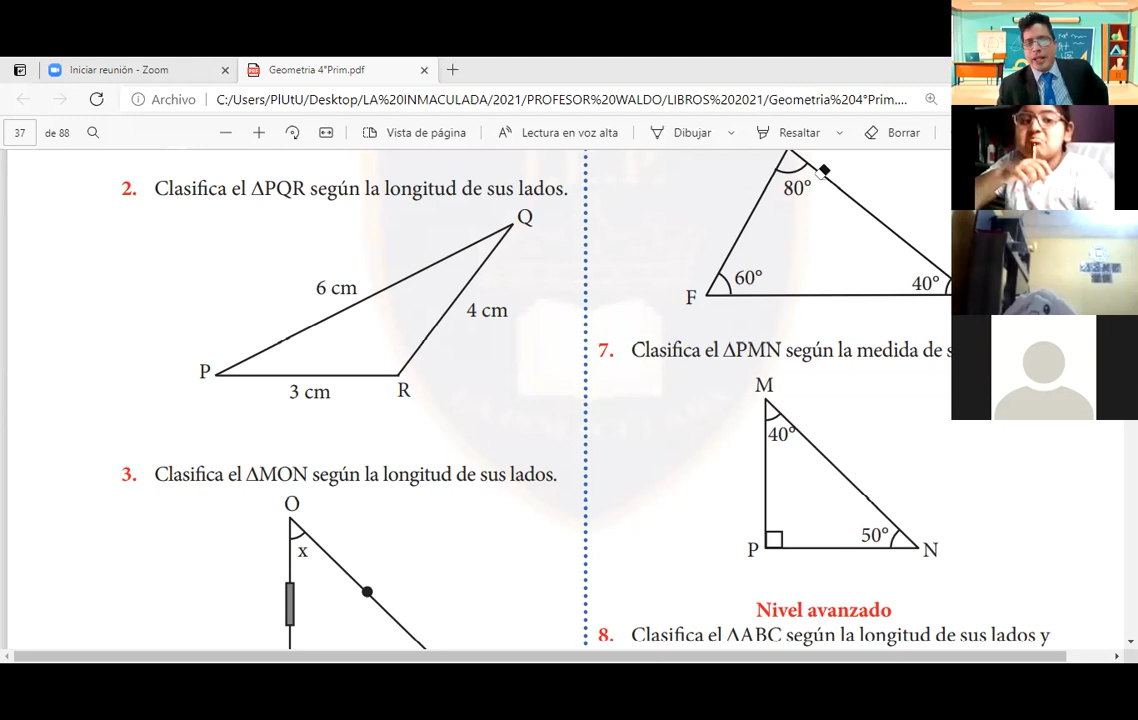 Iniciar reunión - Zoom
Geometria 4°Prim.pdf
Archivo
C:/Users/PlUtU/Desktop/LA%20INMACULADA/2021/PROFESOR%20WALDO/LIBROS%202021/Geometria%204°Prim....
37
de 88
Vista de página
Lectura en voz alta
Dibujar
Resaltar
Borrar
2. Clasifica el ΔPQR según la longitud de sus lados.
Q
6 cm
4 cm
P
3 cm
R
3. Clasifica el ΔMON según la longitud de sus lados.
O
x
80°
60°
40°
F
7. Clasifica el ΔPMN según la medida de s
M
40°
50°
P
N
Nivel avanzado
8. Clasifica el ΔABC según la longitud de sus lados y